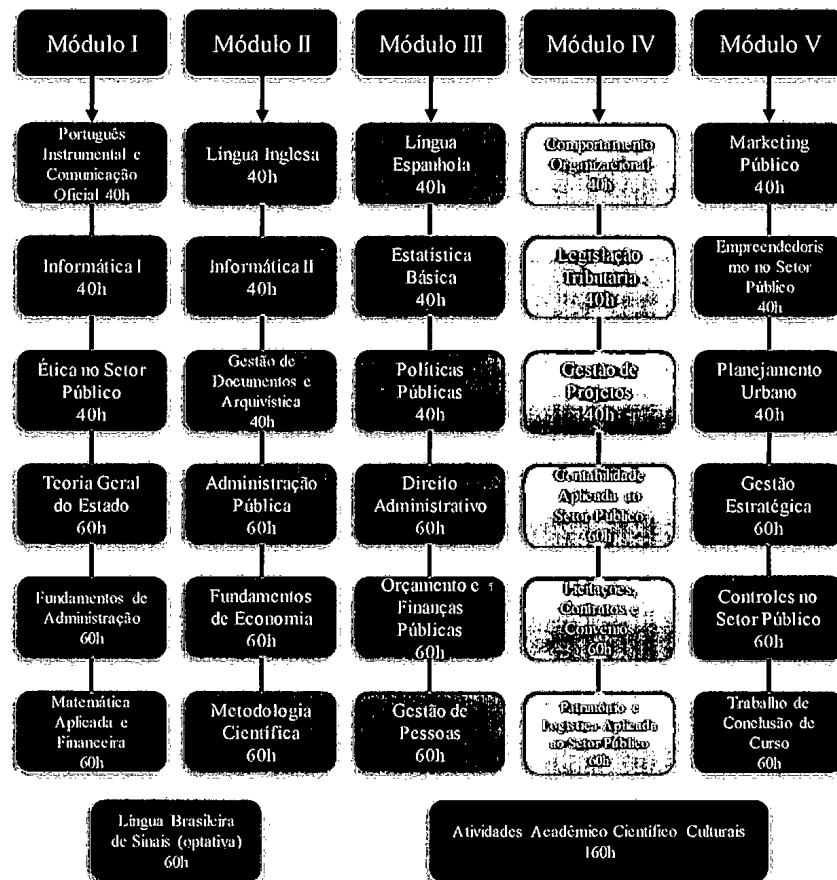 Módulo I
Módulo II
Módulo III
Módulo IV
Módulo V
Português
Instrumental e
Comunicação
Oficial 40h
Língua Inglesa
40h
Língua
Espanhola
40h
Comportamento
Organizacional
40h
Marketing
Público
40h
Informática I
40h
Informática II
40h
Estatística
Básica
40h
Legislação
Tributária
40h
Empreendedoris
mo no Setor
Público
40h
Ética no Setor
Público
40h
Gestão de
Documentos e
Arquivística
40h
Políticas
Públicas
40h
Gestão de
Projetos
40h
Planejamento
Urbano
40h
Teoria Geral
do Estado
60h
Administração
Pública
60h
Direito
Administrativo
60h
Contabilidade
Aplicada ao
Setor Público
60h
Gestão
Estratégica
60h
Fundamentos de
Administração
60h
Fundamentos
de Economia
60h
Orçamento e
Finanças
Públicas
60h
Licitações,
Contratos e
Convênio
60h
Controles no
Setor Público
60h
Matemática
Aplicada e
Financeira
60h
Metodologia
Científica
60h
Gestão de
Pessoas
60h
Patrimônio e
Logística Aplicada
ao Setor Público
60h
Trabalho de
Conclusão de
Curso
60h
Língua Brasileira
de Sinais (optativa)
60h
Atividades Acadêmico Científico Culturais
160h